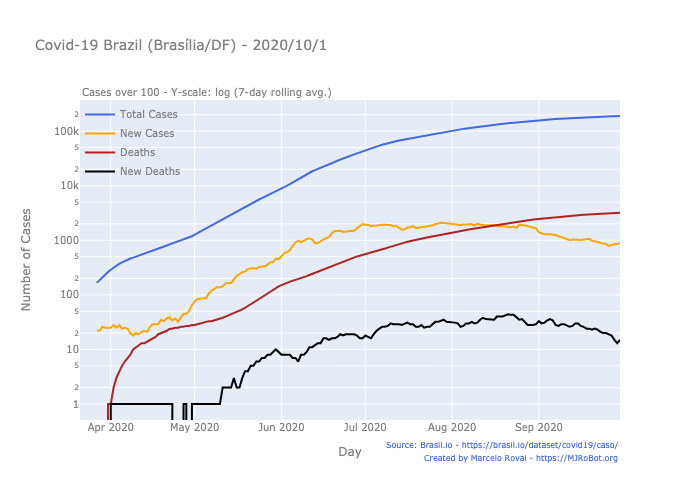 Covid-19 Brazil (Brasília/DF) - 2020/10/1
Cases over 100 - Y-scale: log (7-day rolling avg.)
Total Cases
New Cases
Deaths
New Deaths
Number of Cases
2
100k
5
2
10k
5
2
1000
5
2
100
5
2
10
5
2
1
Apr 2020
May 2020
Jun 2020
Jul 2020
Aug 2020
Sep 2020
Day
Source: Brasil.io - https://brasil.io/dataset/covid19/caso/
Created by Marcelo Rovai - https://MJRoBot.org